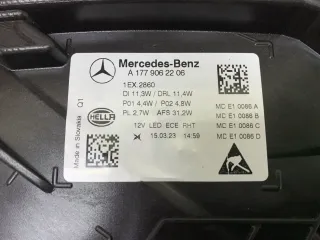 Mercedes-Benz
A 177 906 22 06
1EX 2860
DI 11,3W / DRL 11,4W
P01 4,4W / P02 4,8W
PL 2,7W AFS 31,2W
12V LED ECE RHT
15.03.23 14:59
MC E1 0086 A
MC E1 0086 B
MC E1 0086 C
MC E1 0086 D
HELLA
Made in Slovakia
Q1